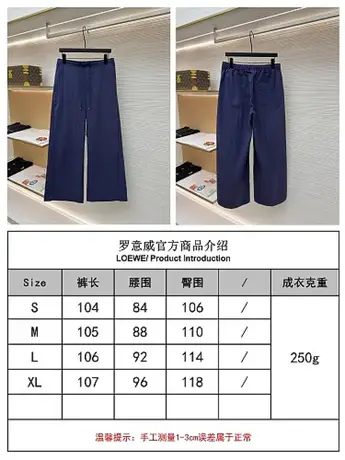 罗意威官方商品介绍
LOEWE/ Product Introduction
Size 裤长 腰围 臀围 / 成衣克重
S 104 84 106 /
M 105 88 110 /
L 106 92 114 / 250g
XL 107 96 118 /
/
温馨提示：手工测量1-3cm误差属于正常